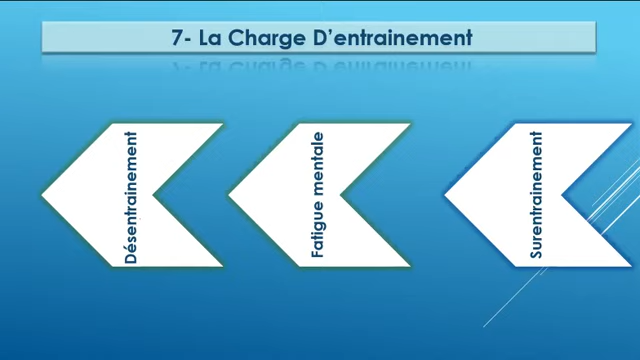 7- La Charge D’entrainement
Désentrainement
Fatigue mentale
Surentrainement